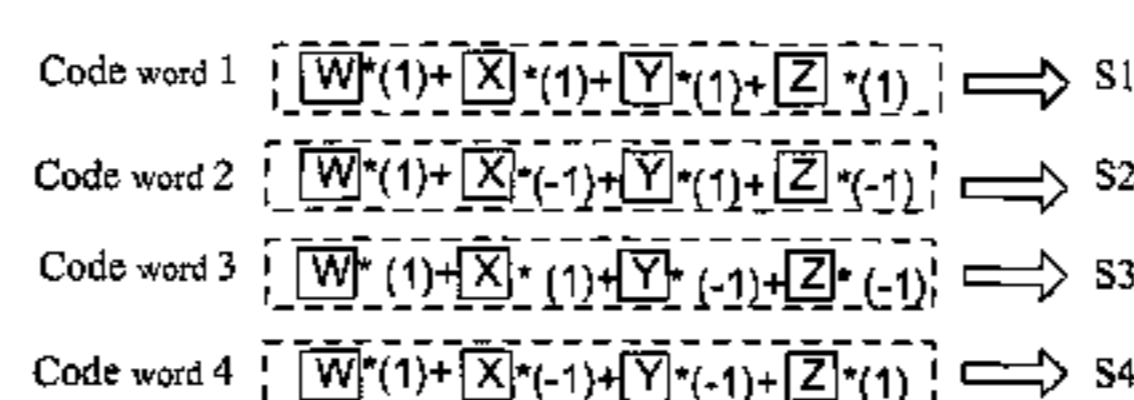 Code word 1 W*(1)+ X *(1)+ Y *(1)+ Z *(1) S1
Code word 2 W*(1)+ X*(-1)+ Y*(1)+ Z *(-1) S2
Code word 3 W* (1)+X* (1)+Y* (-1)+Z* (-1) S3
Code word 4 W*(1)+ X*(-1)+Y*(-1)+ Z*(1) S4